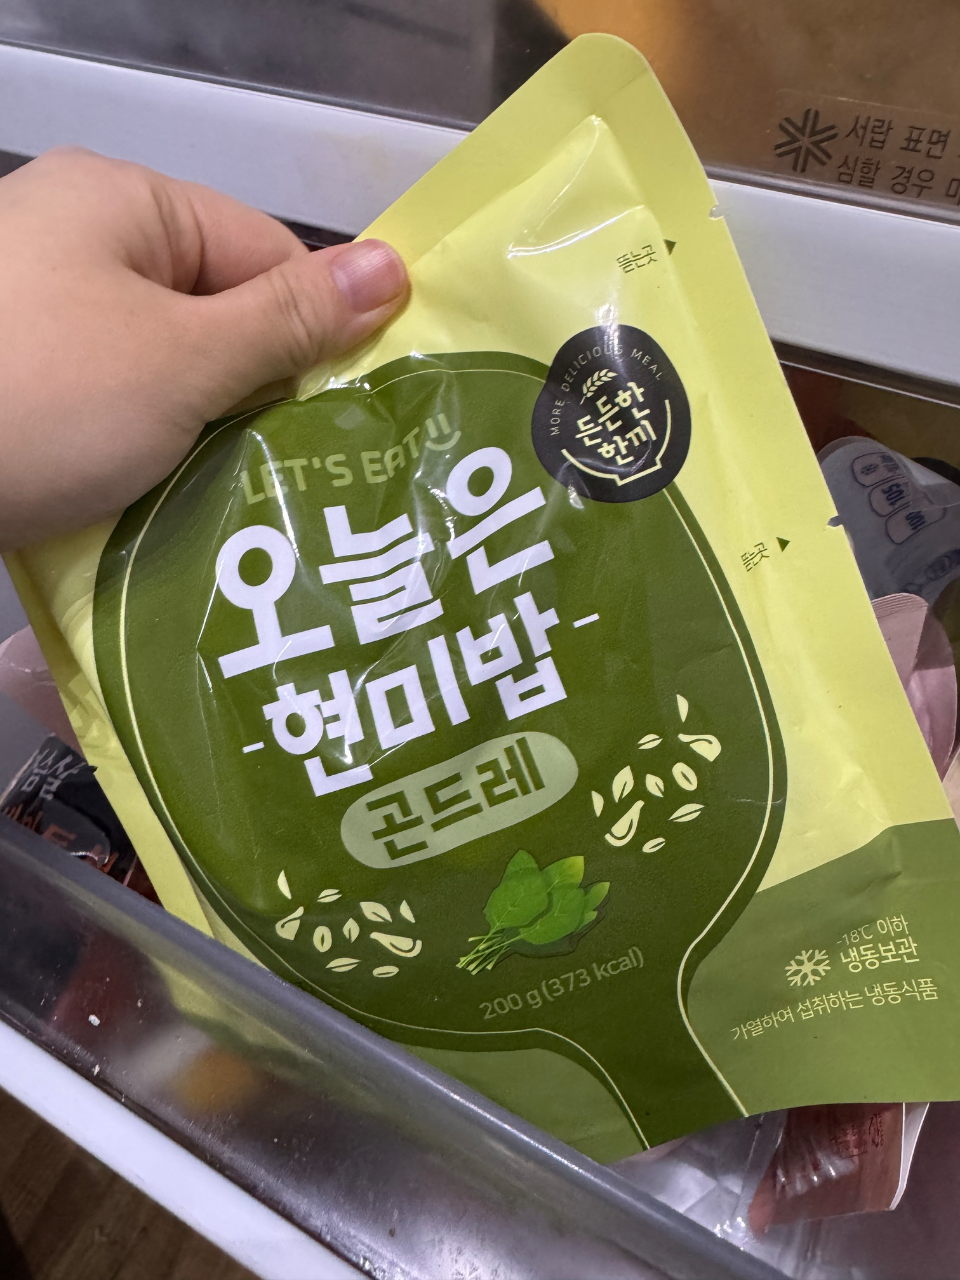 서랍 표면
심할 경우
뜯는곳
MORE DELICIOUS MEAL
든든한
한끼
LET'S EAT
오늘은
현미밥
곤드레
뜯는곳
200 g (373 kcal)
-18℃ 이하
냉동보관
가열하여 섭취하는 냉동식품